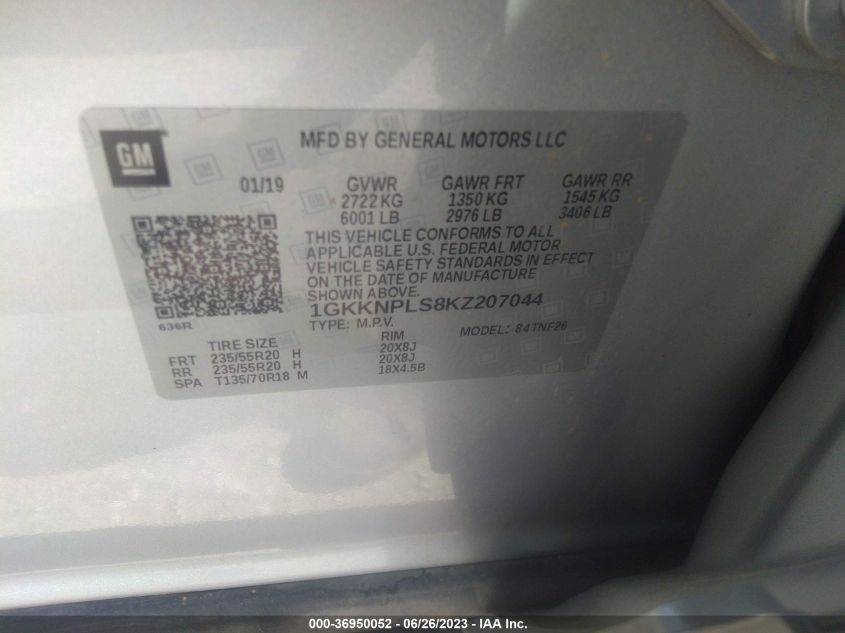 GM
MFD BY GENERAL MOTORS LLC
01/19 GVWR GAWR FRT GAWR RR
2722 KG 1350 KG 1545 KG
6001 LB 2976 LB 3406 LB
THIS VEHICLE CONFORMS TO ALL
APPLICABLE U.S. FEDERAL MOTOR
VEHICLE SAFETY STANDARDS IN EFFECT
ON THE DATE OF MANUFACTURE
SHOWN ABOVE.
636R
1GKKNPLS8KZ207044
TYPE: M.P.V. MODEL: 84TNF26
TIRE SIZE RIM
FRT 235/55R20 H 20X8J
RR 235/55R20 H 20X8J
SPA T135/70R18 M 18X4.5B
000-36950052 - 06/26/2023 - IAA Inc.